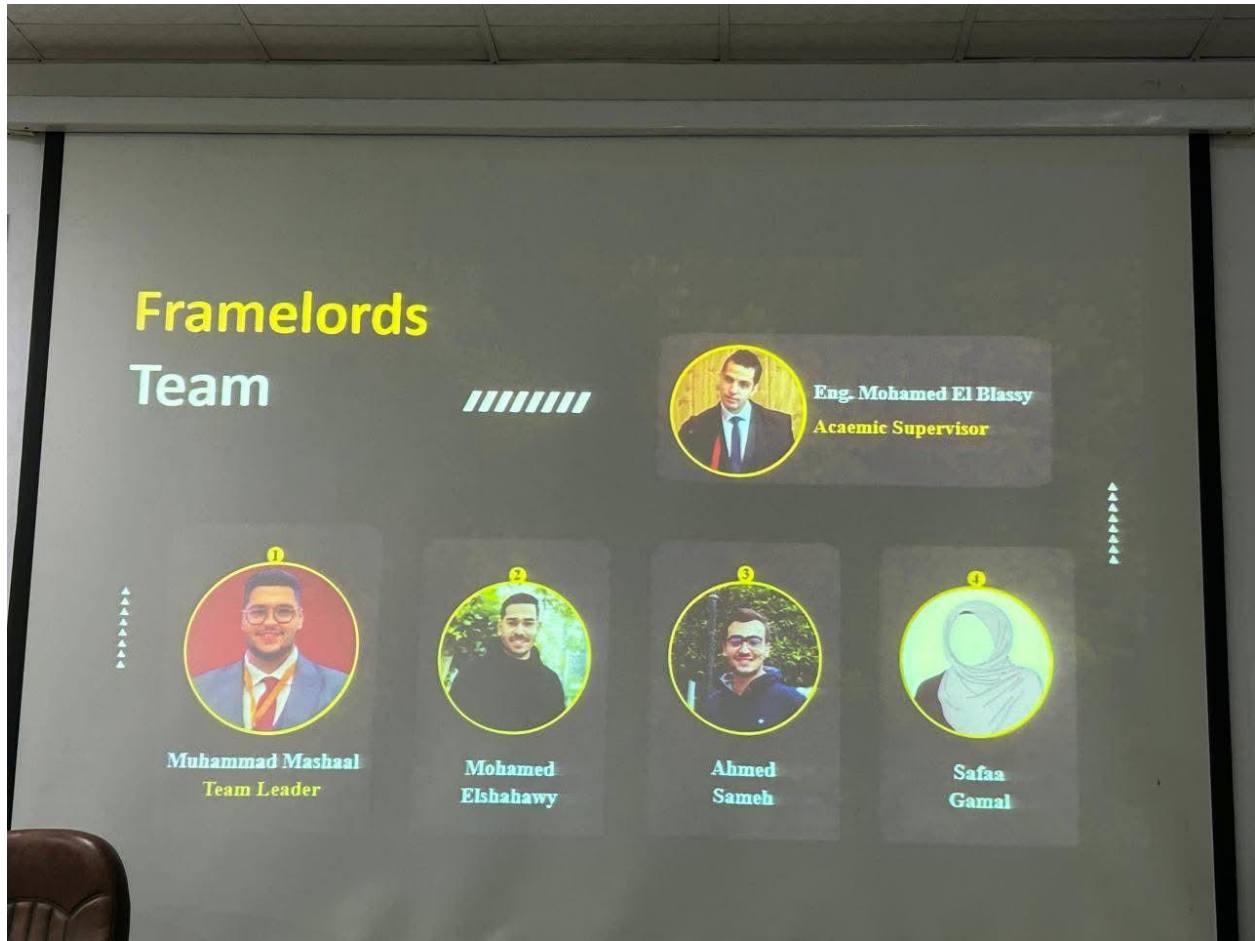 Framelords
Team
Eng. Mohamed El Blassy
Acaemic Supervisor
1
2
3
4
Muhammad Mashaal
Team Leader
Mohamed
Elshahawy
Ahmed
Sameh
Safaa
Gamal